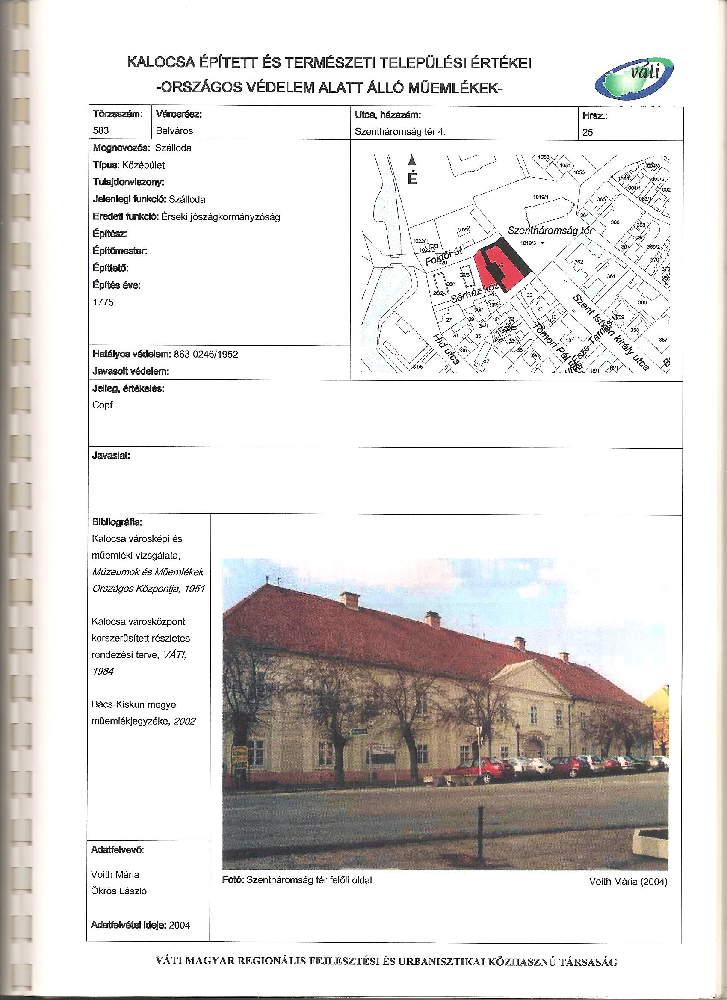 KALOCSA ÉPÍTETT ÉS TERMÉSZETI TELEPÜLÉSI ÉRTÉKEI
-ORSZÁGOS VÉDELEM ALATT ÁLLÓ MŰEMLÉKEK-
váti
Törzsszám:
583
Városrész:
Belváros
Utca, házszám:
Szentháromság tér 4.
Hrsz.:
25
Megnevezés: Szálloda
Típus: Középület
Tulajdonviszony:
Jelenlegi funkció: Szálloda
Eredeti funkció: Érseki jószágkormányzóság
Építész:
Építőmester:
Építtető:
Építés éve:
1775.
Hatályos védelem: 863-0246/1952
Javasolt védelem:
É
1050
1051
1053
1004/3
1005
1003/2
1004/1
1002
1003/1
1019/1
365
364
366
368
Szentháromság tér
1021
1019/3
369/1
367
369/2
1022/1
1022/2
Foktői út
1020
370
362
373
25
26/3
26/1
26/2
361
Sörház köz
24
22
360
30/2
30/1
21
Szent István király utca
27
29
31
32
19
359
34/1
20
358
28
35
34/2
33
18
357
Híd utca
36
38
39/1
Tomori Pál
37
81/5
16/1
15/1
Jelleg, értékelés:
Copf
Javaslat:
Bibliográfia:
Kalocsa városképi és
műemléki vizsgálata,
Múzeumok és Műemlékek
Országos Központja, 1951
Kalocsa városközpont
korszerűsített részletes
rendezési terve, VÁTI,
1984
Bács-Kiskun megye
műemlékjegyzéke, 2002
Adatfelvevő:
Voith Mária
Ökrös László
Adatfelvétel ideje: 2004
Fotó: Szentháromság tér felőli oldal
Voith Mária (2004)
VÁTI MAGYAR REGIONÁLIS FEJLESZTÉSI ÉS URBANISZTIKAI KÖZHASZNÚ TÁRSASÁG